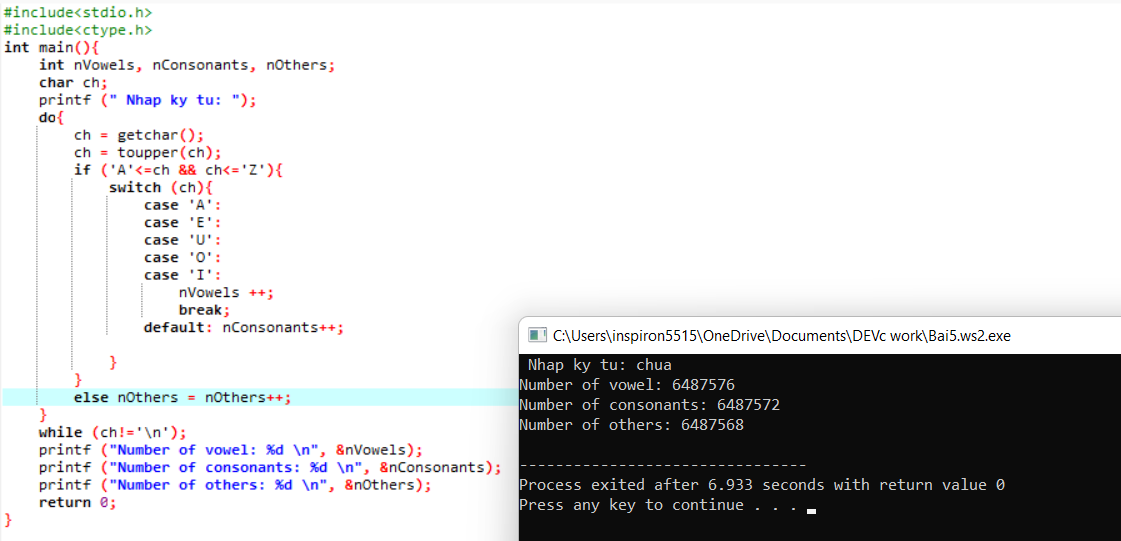 #include<stdio.h>
#include<ctype.h>
int main(){
    int nVowels, nConsonants, nOthers;
    char ch;
    printf (" Nhap ky tu: ");
    do{
        ch = getchar();
        ch = toupper(ch);
        if ('A'<=ch && ch<='Z'){
            switch (ch){
                case 'A':
                case 'E':
                case 'U':
                case 'O':
                case 'I':
                    nVowels ++;
                    break;
                default: nConsonants++;
            }
        }
        else nOthers = nOthers++;
    }
    while (ch!='\n');
    printf ("Number of vowel: %d \n", &nVowels);
    printf ("Number of consonants: %d \n", &nConsonants);
    printf ("Number of others: %d \n", &nOthers);
    return 0;
}
C:\Users\inspiron5515\OneDrive\Documents\DEVc work\Bai5.ws2.exe
 Nhap ky tu: chua
Number of vowel: 6487576
Number of consonants: 6487572
Number of others: 6487568
--------------------------------
Process exited after 6.933 seconds with return value 0
Press any key to continue . . .